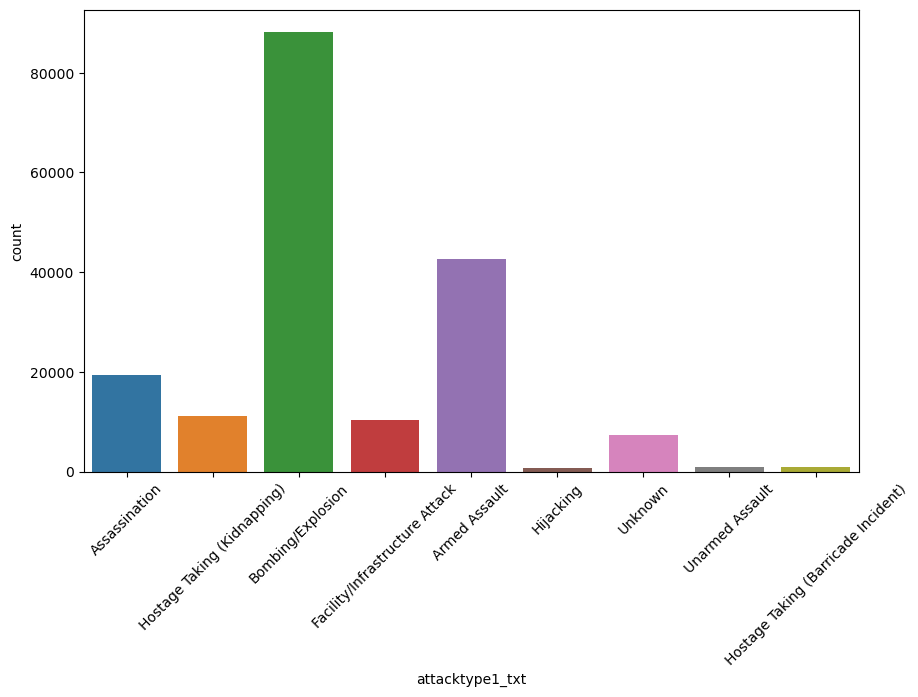 80000
60000
40000
20000
0
count
Assassination
Hostage Taking (Kidnapping)
Bombing/Explosion
Facility/Infrastructure Attack
Armed Assault
Hijacking
Unknown
Unarmed Assault
Hostage Taking (Barricade Incident)
attacktype1_txt